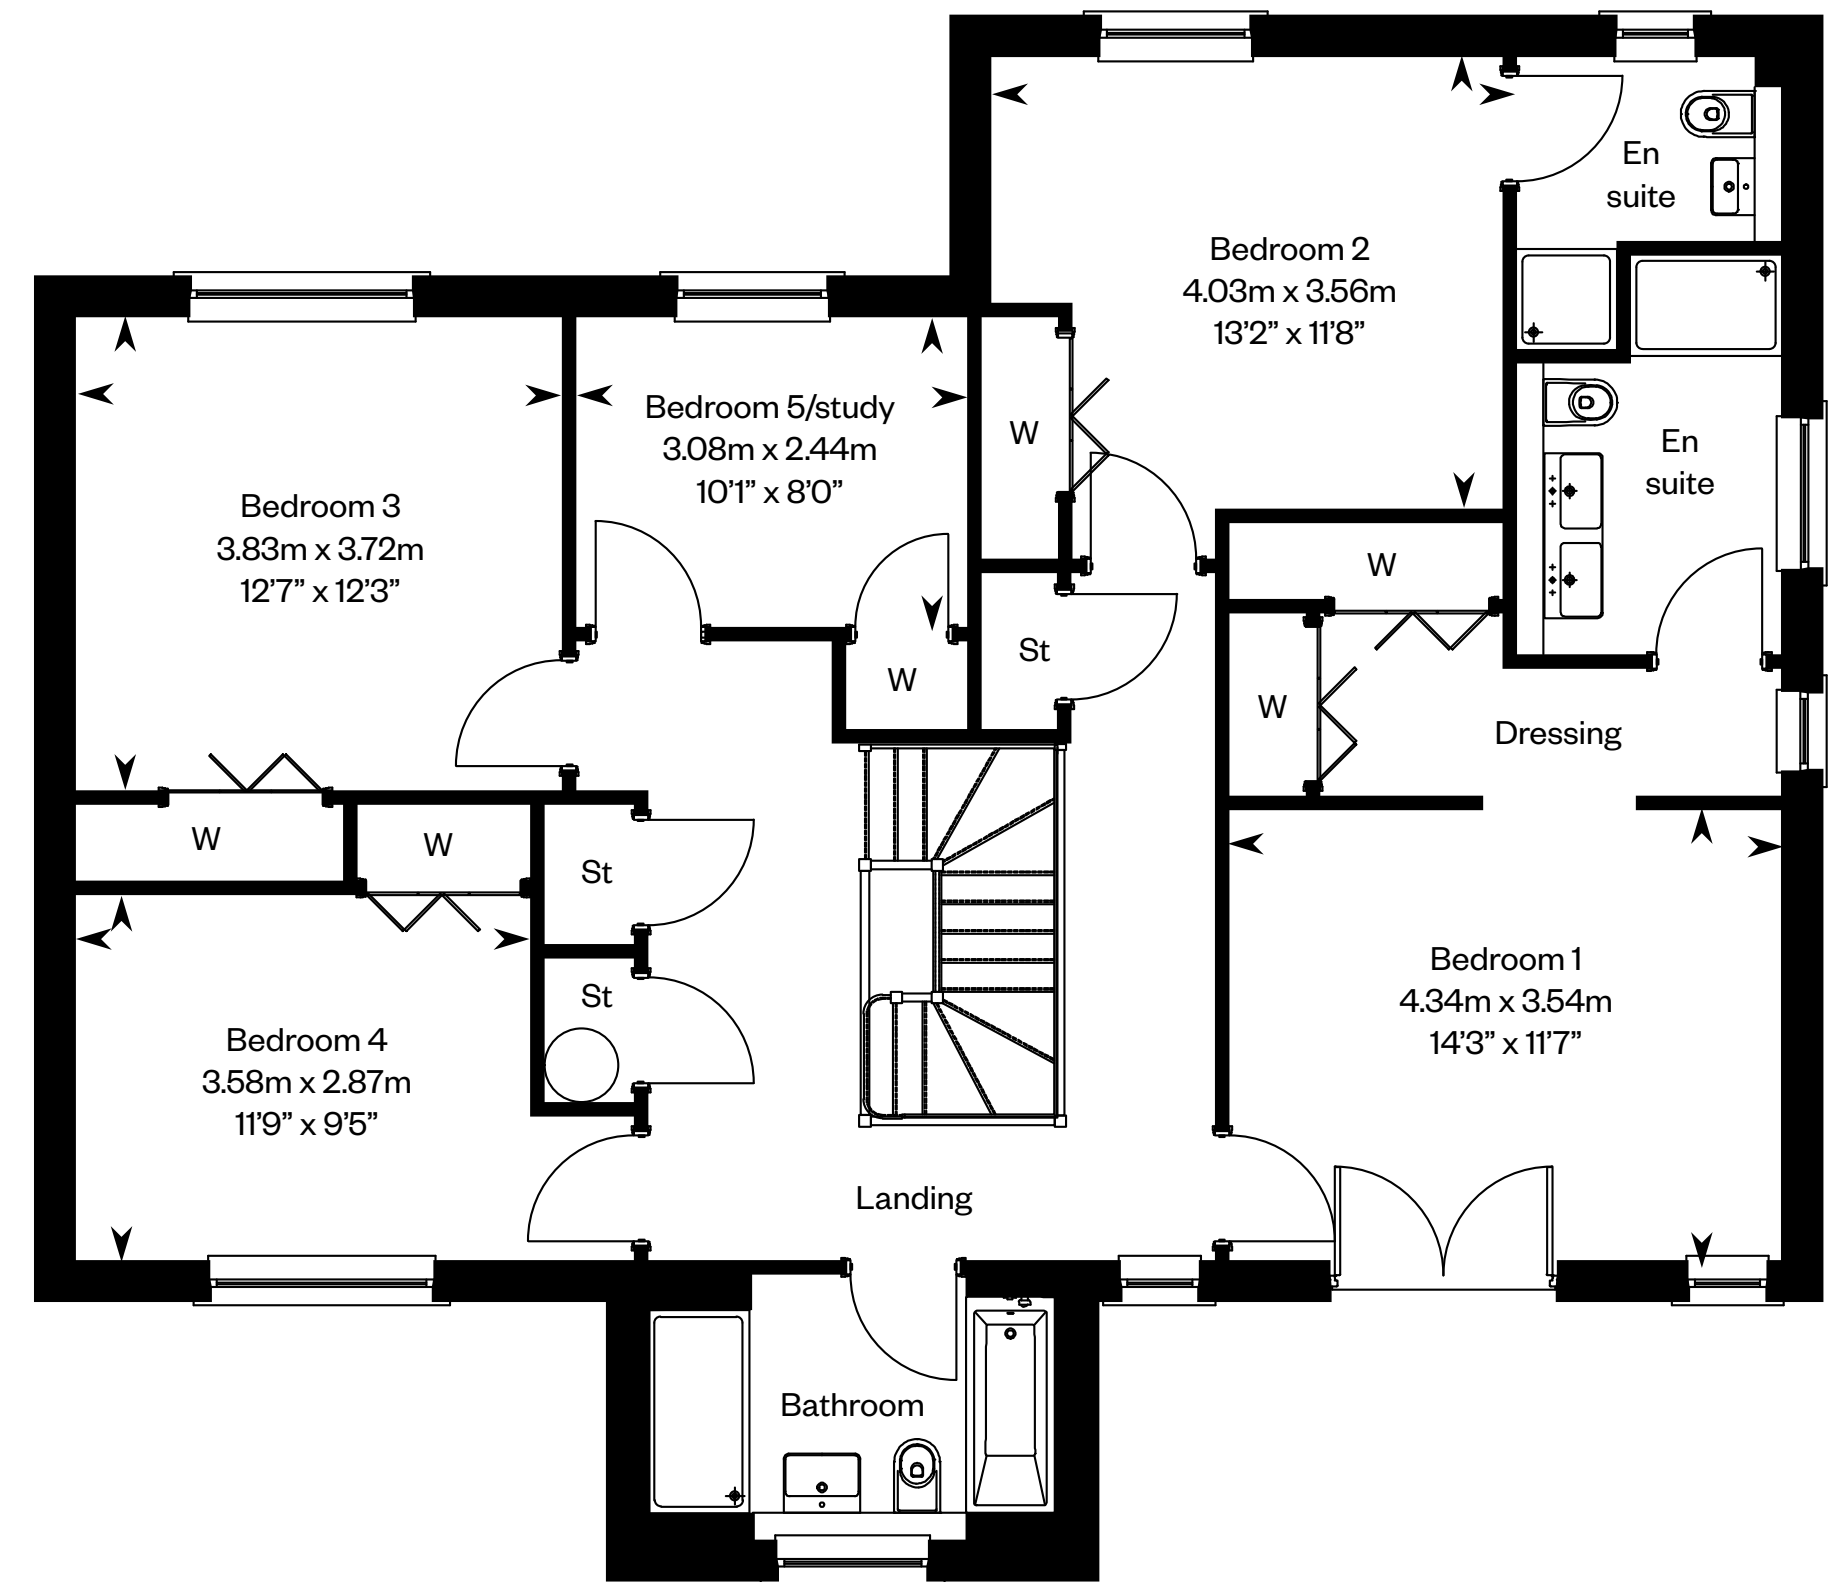 En
suite
Bedroom 2
4.03m x 3.56m
13’2” x 11’8”
W
Bedroom 5/study
3.08m x 2.44m
10’1” x 8’0”
Bedroom 3
3.83m x 3.72m
12’7” x 12’3”
En
suite
W
St
W
W
Dressing
W
W
St
Bedroom 1
4.34m x 3.54m
14’3” x 11’7”
St
Bedroom 4
3.58m x 2.87m
11’9” x 9’5”
Landing
Bathroom
W